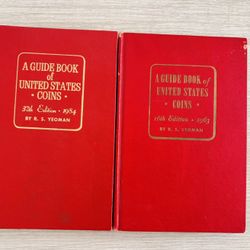 A GUIDE BOOK
of
UNITED STATES
• COINS •
37th Edition • 1984
BY R. S. YEOMAN
A GUIDE BOOK of
UNITED STATES
COINS
16th Edition • 1963
BY R. S. YEOMAN